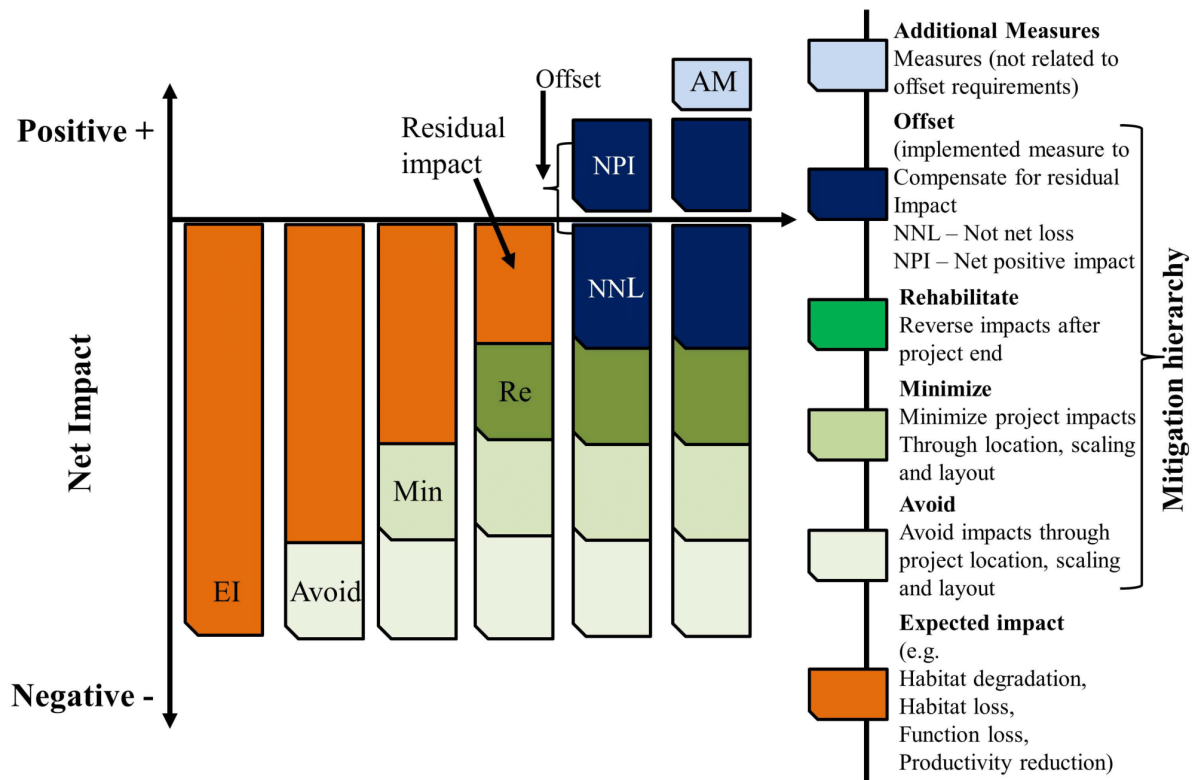 Positive +
Net Impact
Negative -
Residual
impact
Offset
EI
Avoid
Min
Re
NPI
NNL
AM
Additional Measures
Measures (not related to
offset requirements)
Offset
(implemented measure to
Compensate for residual
Impact
NNL – Not net loss
NPI – Net positive impact
Rehabilitate
Reverse impacts after
project end
Minimize
Minimize project impacts
Through location, scaling
and layout
Avoid
Avoid impacts through
project location, scaling
and layout
Expected impact
(e.g.
Habitat degradation,
Habitat loss,
Function loss,
Productivity reduction)
Mitigation hierarchy